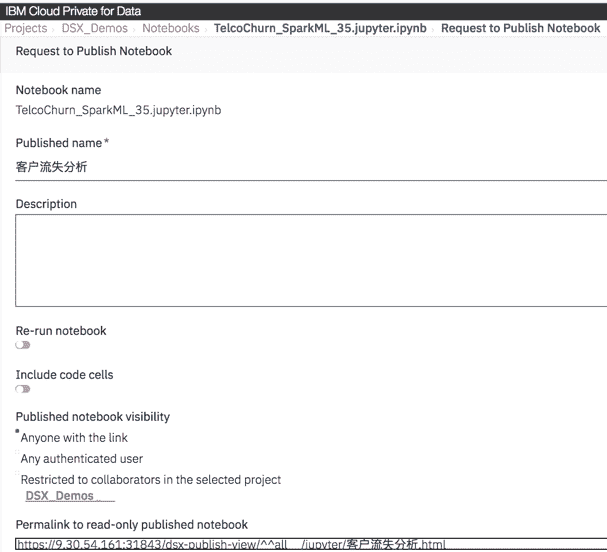 IBM Cloud Private for Data
Projects › DSX_Demos › Notebooks › TelcoChurn_SparkML_35.jupyter.ipynb › Request to Publish Notebook
Request to Publish Notebook
Notebook name
TelcoChurn_SparkML_35.jupyter.ipynb
Published name *
客户流失分析
Description
Re-run notebook
Include code cells
Published notebook visibility
Anyone with the link
Any authenticated user
Restricted to collaborators in the selected project
DSX_Demos
Permalink to read-only published notebook
https://9.30.54.161:31843/dsx-publish-view/^^all__/jupyter/客户流失分析.html